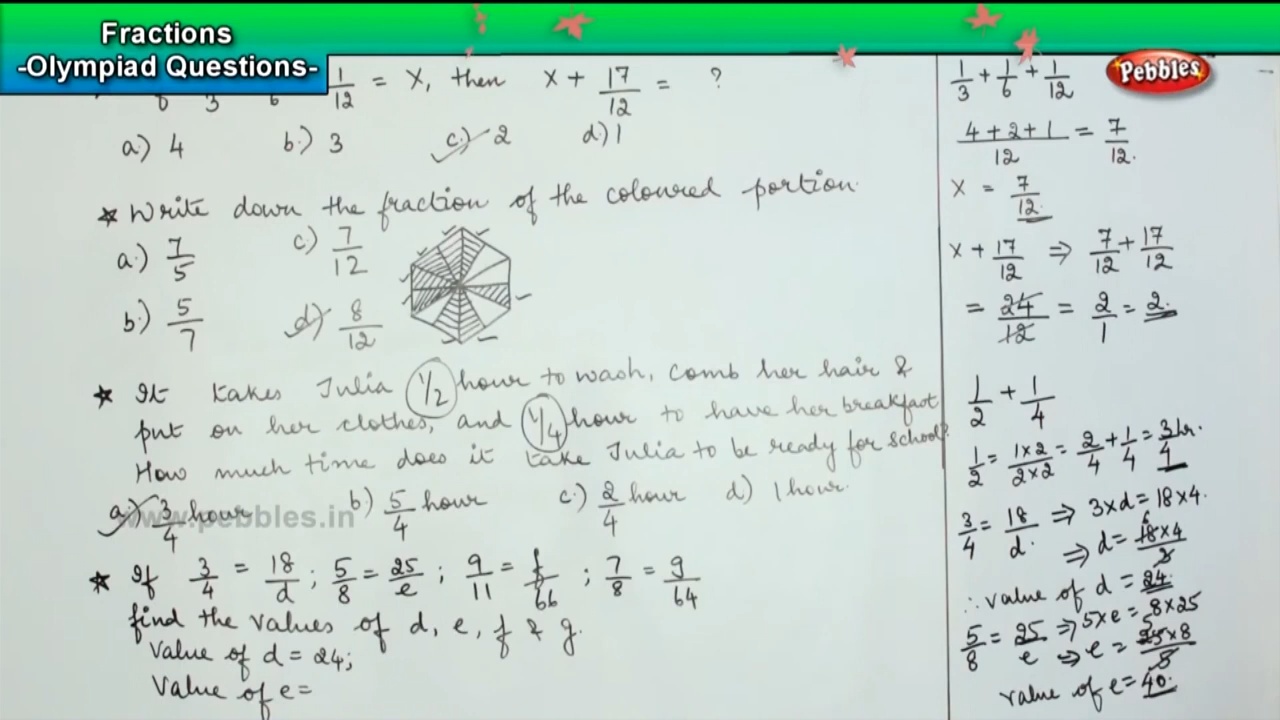 Fractions
-Olympiad Questions-
Pebbles
1/12 = x, then x + 17/12 = ?
a.) 4 b.) 3 c.) 2 d.) 1
* Write down the fraction of the coloured portion.
a.) 7/5 c.) 7/12
b.) 5/7 d.) 8/12
* It takes Julia 1/2 hour to wash, comb her hair &
put on her clothes, and 1/4 hour to have her breakfast
How much time does it take Julia to be ready for school?
a.) 3/4 hour b) 5/4 hour c.) 2/4 hour d) 1 hour.
www.pebbles.in
* If 3/4 = 18/d ; 5/8 = 25/e ; 9/11 = f/66 ; 7/8 = g/64
find the values of d, e, f & g.
Value of d = 24;
Value of e =
1/3 + 1/6 + 1/12
4+2+1/12 = 7/12.
x = 7/12
x + 17/12 ⇒ 7/12 + 17/12
= 24/12 = 2/1 = 2.
1/2 + 1/4
1/2 = 1×2/2×2 = 2/4 + 1/4 = 3/4 hr.
3/4 = 18/d ⇒ 3×d = 18×4.
⇒ d = 18×4/3 6
∴ value of d = 24.
5/8 = 25/e ⇒ 5×e = 8×25
⇒ e = 25×8/5 5
value of e = 40.